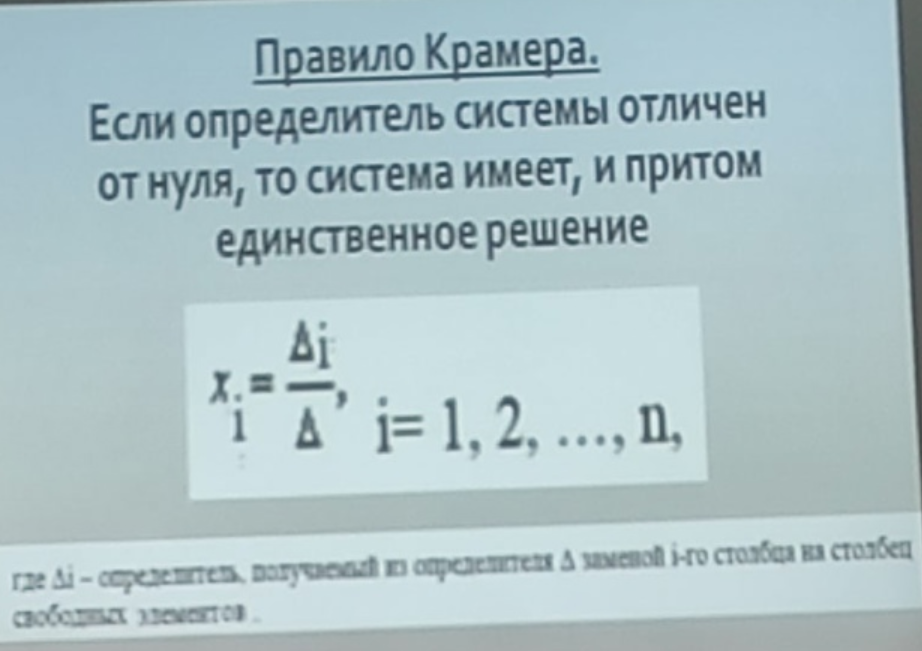 Правило Крамера.
Если определитель системы отличен
от нуля, то система имеет, и притом
единственное решение
xi = Δi/Δ, i= 1, 2, ..., n,
где Δi – определитель, получаемый из определителя Δ заменой i-го столбца на столбец
свободных элементов .